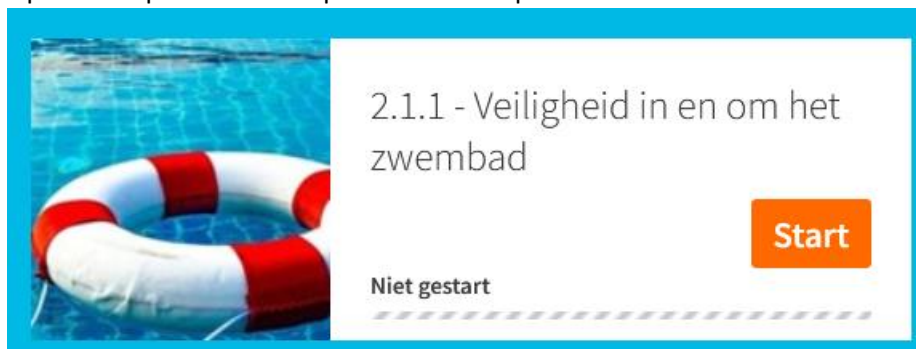 2.1.1 - Veiligheid in en om het
zwembad
Start
Niet gestart